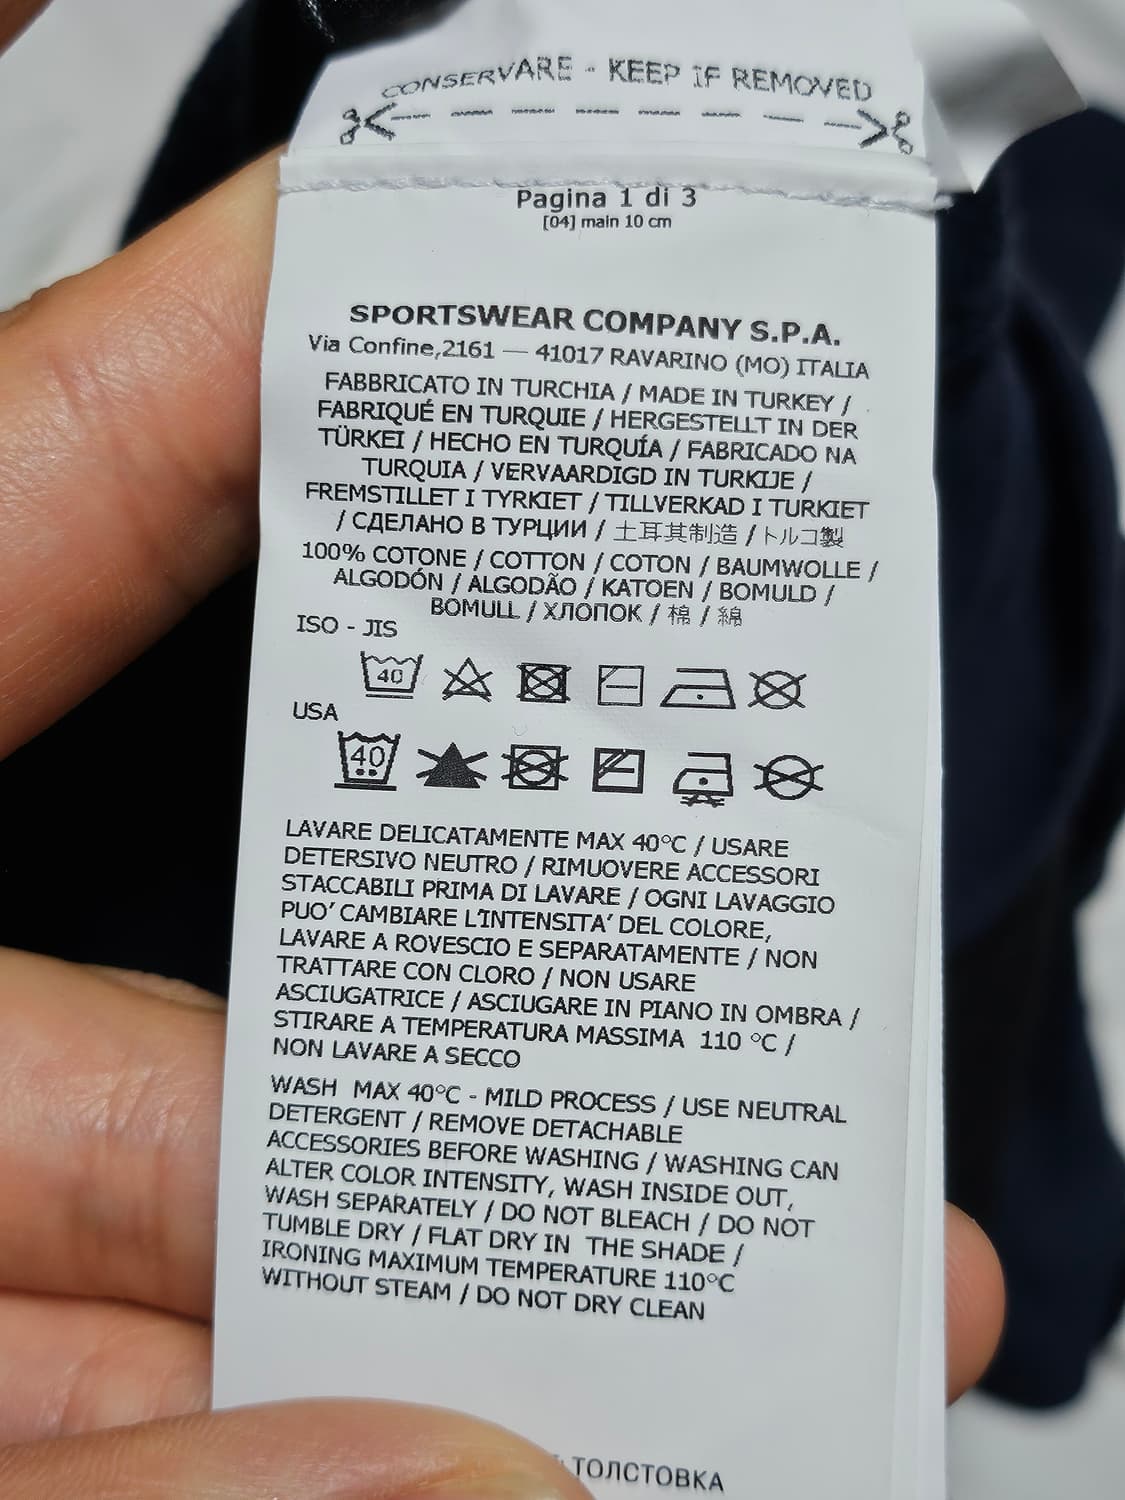 CONSERVARE - KEEP IF REMOVED
Pagina 1 di 3
[04] main 10 cm
SPORTSWEAR COMPANY S.P.A.
Via Confine,2161 — 41017 RAVARINO (MO) ITALIA
FABBRICATO IN TURCHIA / MADE IN TURKEY /
FABRIQUÉ EN TURQUIE / HERGESTELLT IN DER
TÜRKEI / HECHO EN TURQUÍA / FABRICADO NA
TURQUIA / VERVAARDIGD IN TURKIJE /
FREMSTILLET I TYRKIET / TILLVERKAD I TURKIET
/ СДЕЛАНО В ТУРЦИИ / 土耳其制造 / トルコ製
100% COTONE / COTTON / COTON / BAUMWOLLE /
ALGODÓN / ALGODÃO / KATOEN / BOMULD /
BOMULL / ХЛОПОК / 棉 / 綿
ISO - JIS
40
USA
40
LAVARE DELICATAMENTE MAX 40°C / USARE
DETERSIVO NEUTRO / RIMUOVERE ACCESSORI
STACCABILI PRIMA DI LAVARE / OGNI LAVAGGIO
PUO' CAMBIARE L'INTENSITA' DEL COLORE,
LAVARE A ROVESCIO E SEPARATAMENTE / NON
TRATTARE CON CLORO / NON USARE
ASCIUGATRICE / ASCIUGARE IN PIANO IN OMBRA /
STIRARE A TEMPERATURA MASSIMA 110 °C /
NON LAVARE A SECCO
WASH MAX 40°C - MILD PROCESS / USE NEUTRAL
DETERGENT / REMOVE DETACHABLE
ACCESSORIES BEFORE WASHING / WASHING CAN
ALTER COLOR INTENSITY, WASH INSIDE OUT,
WASH SEPARATELY / DO NOT BLEACH / DO NOT
TUMBLE DRY / FLAT DRY IN THE SHADE /
IRONING MAXIMUM TEMPERATURE 110°C
WITHOUT STEAM / DO NOT DRY CLEAN
ТОЛСТОВКА